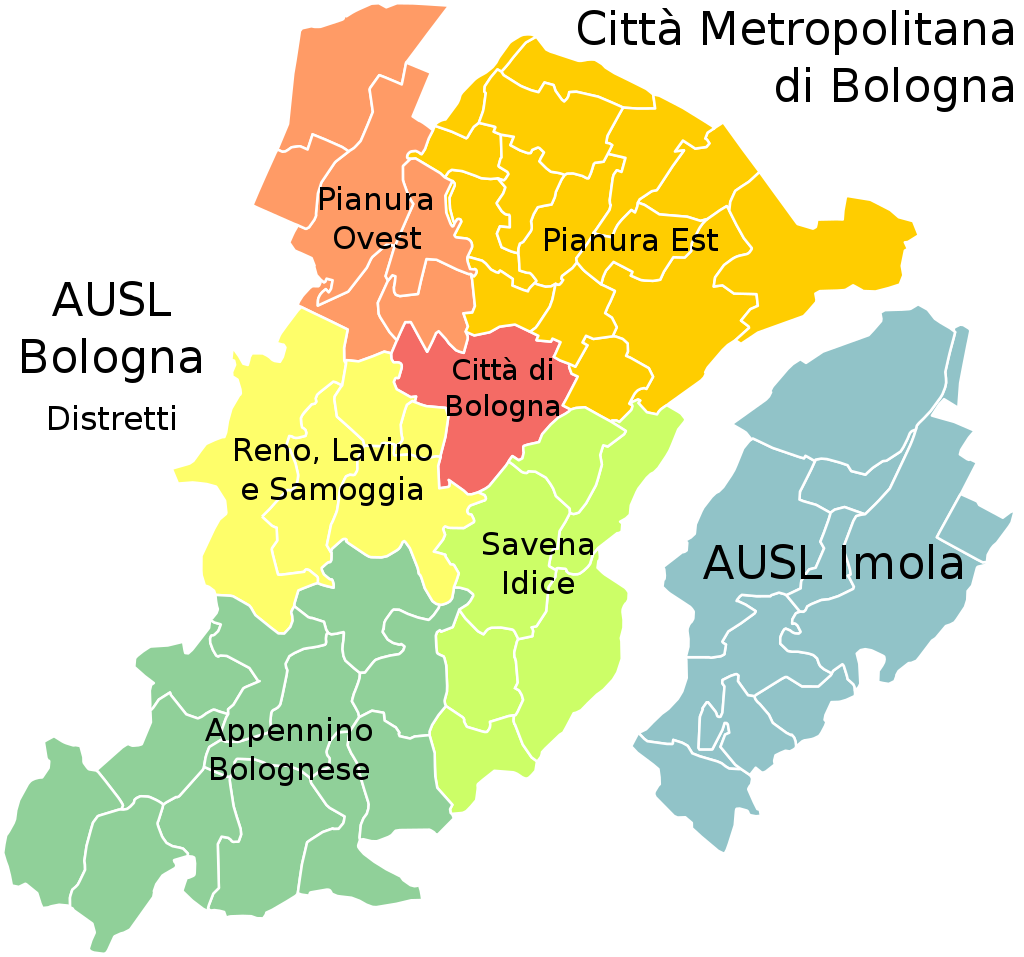 Città Metropolitana
di Bologna
Pianura
Ovest
Pianura Est
AUSL
Bologna
Distretti
Città di
Bologna
Reno, Lavino
e Samoggia
Savena
Idice
AUSL Imola
Appennino
Bolognese